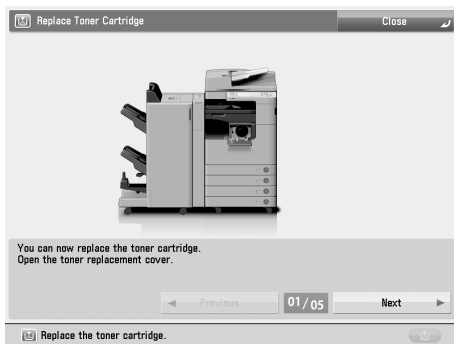 Replace Toner Cartridge
Close
You can now replace the toner cartridge.
Open the toner replacement cover.
Previous
01/05
Next
Replace the toner cartridge.